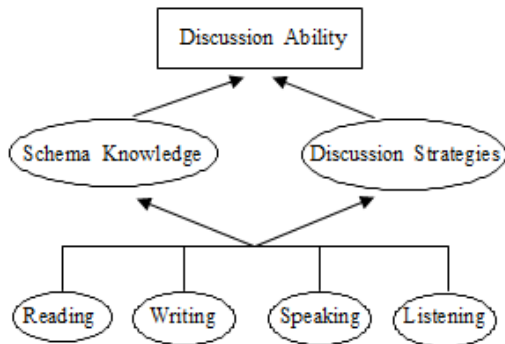 Discussion Ability
Schema Knowledge
Discussion Strategies
Reading
Writing
Speaking
Listening